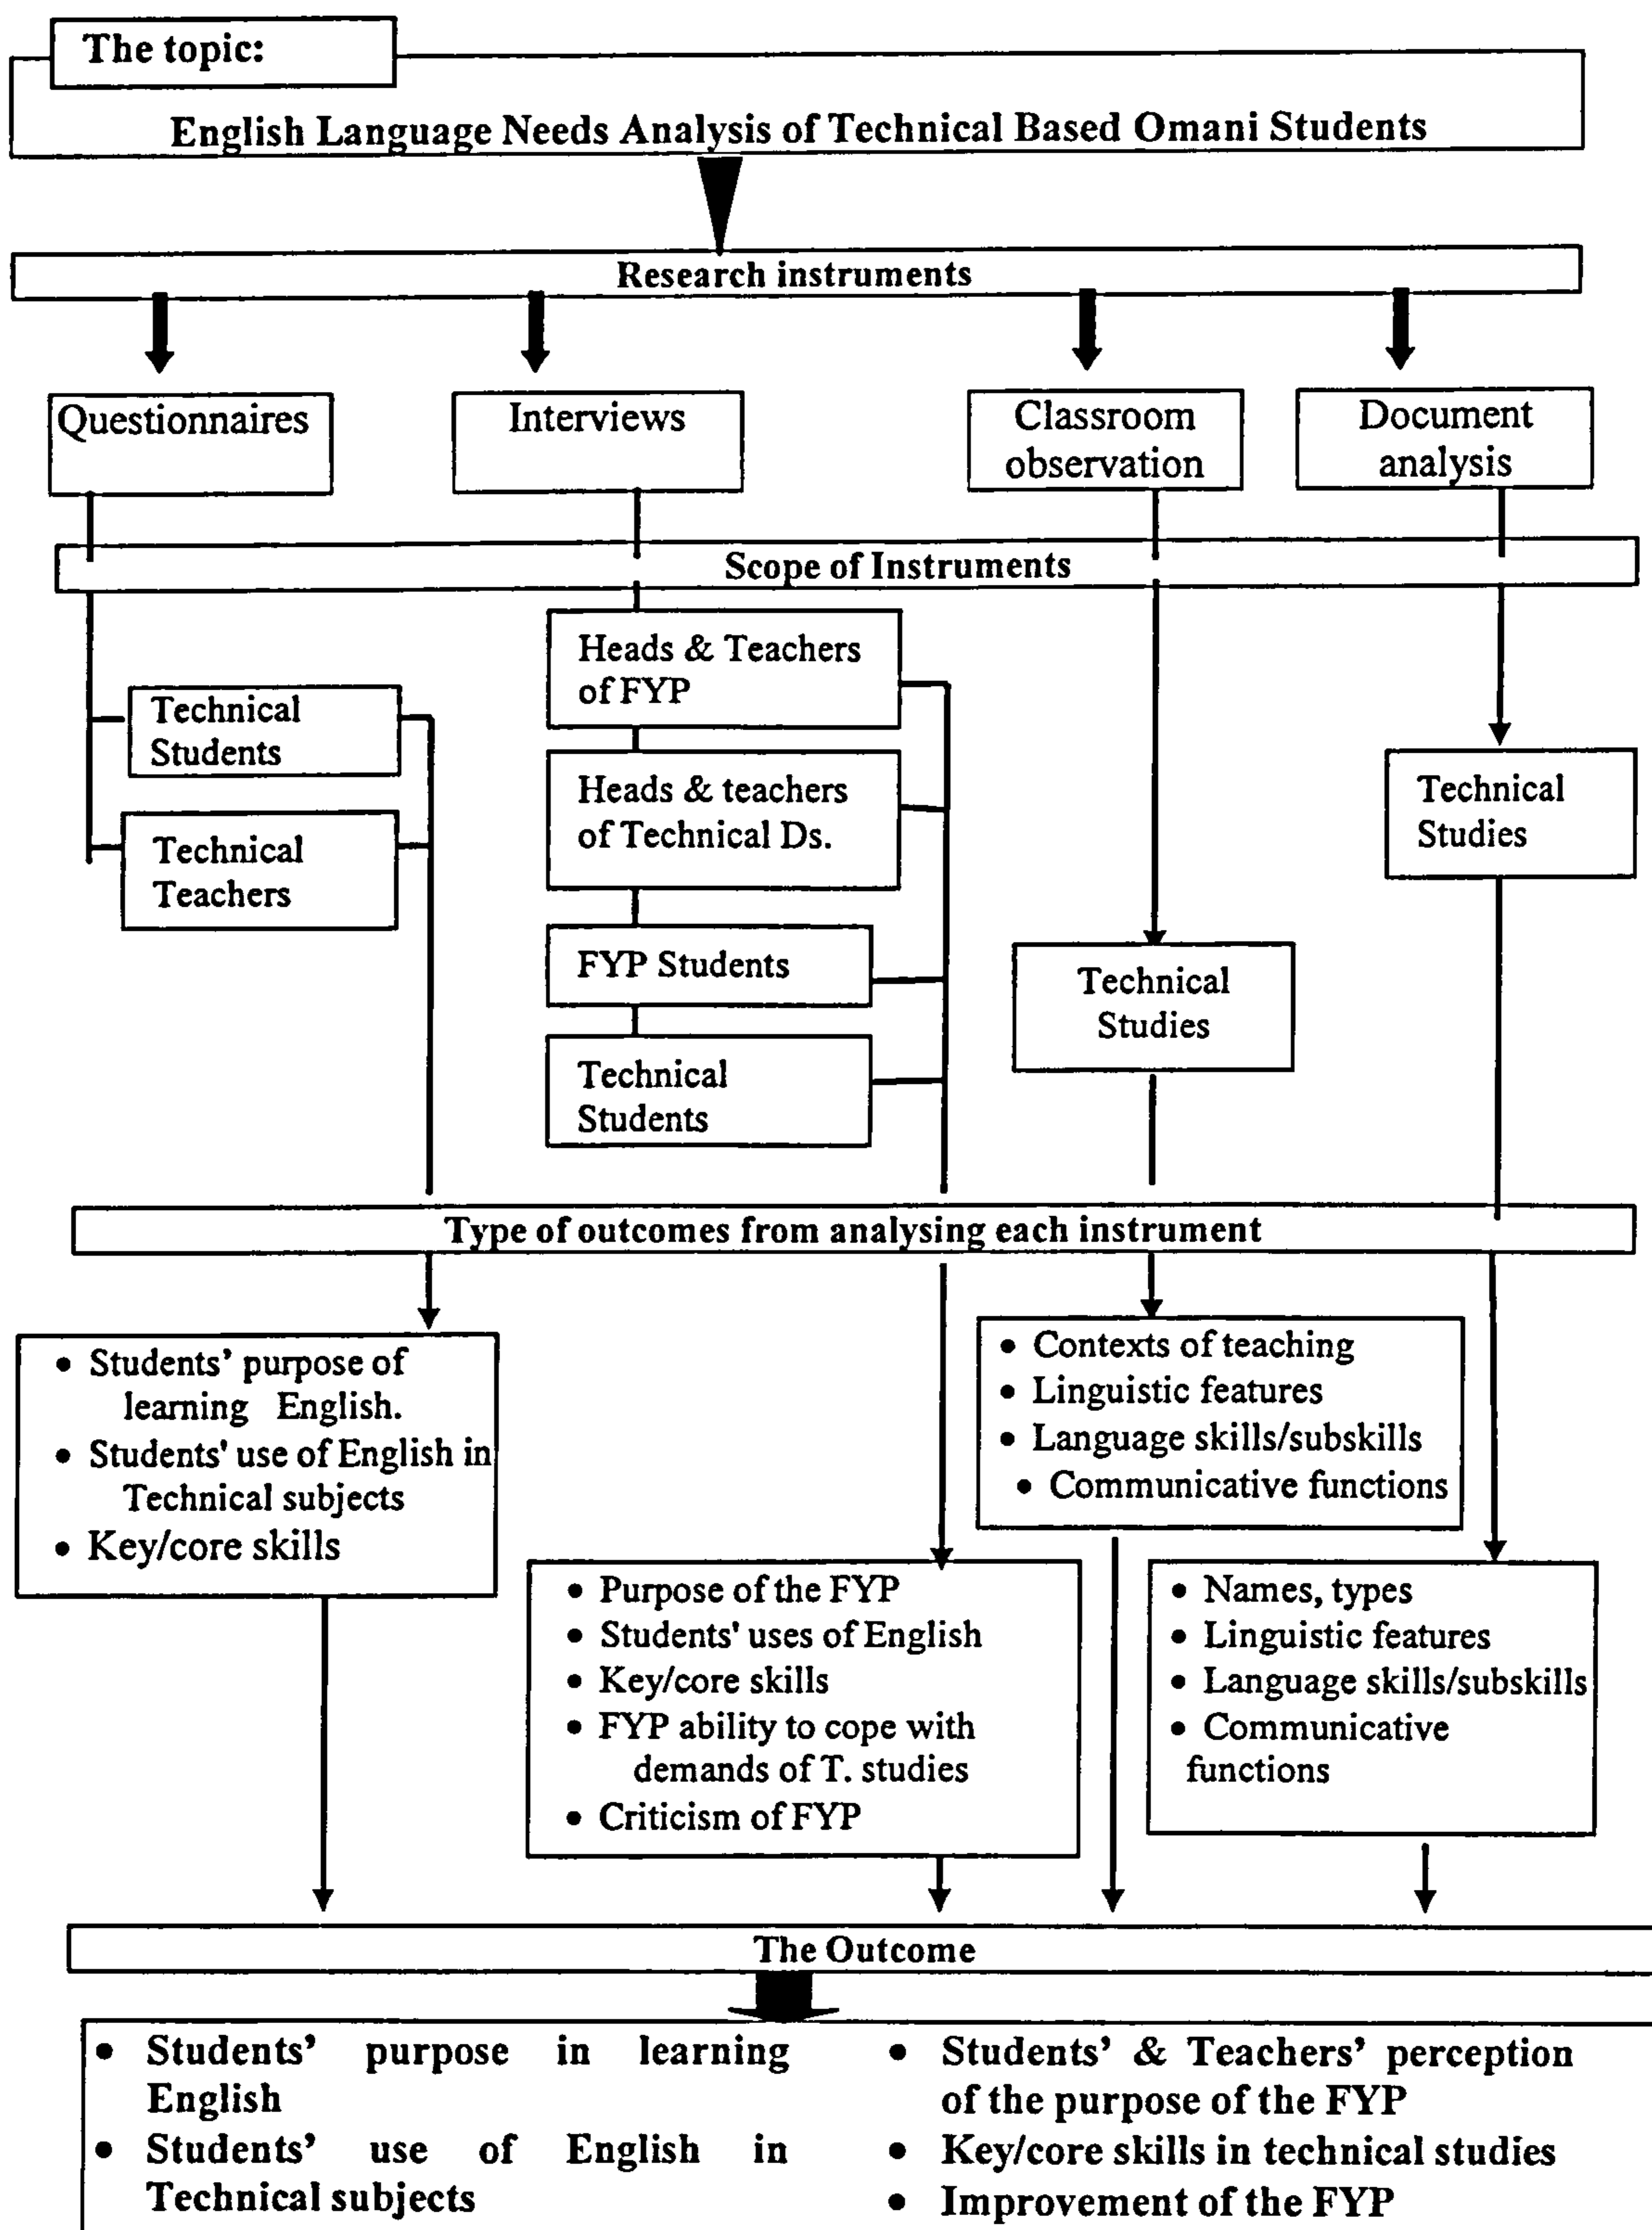 The topic:
English Language Needs Analysis of Technical Based Omani Students
Research instruments
Questionnaires
Interviews
Classroom
observation
Document
analysis
Scope of Instruments
Technical
Students
Technical
Teachers
Heads & Teachers
of FYP
Heads & teachers
of Technical Ds.
FYP Students
Technical
Students
Technical
Studies
Technical
Studies
Type of outcomes from analysing each instrument
• Students’ purpose of
learning English.
• Students' use of English in
Technical subjects
• Key/core skills
• Purpose of the FYP
• Students' uses of English
• Key/core skills
• FYP ability to cope with
demands of T. studies
• Criticism of FYP
• Contexts of teaching
• Linguistic features
• Language skills/subskills
• Communicative functions
• Names, types
• Linguistic features
• Language skills/subskills
• Communicative
functions
The Outcome
• Students’ purpose in learning
English
• Students’ use of English in
Technical subjects
• Students’ & Teachers’ perception
of the purpose of the FYP
• Key/core skills in technical studies
• Improvement of the FYP